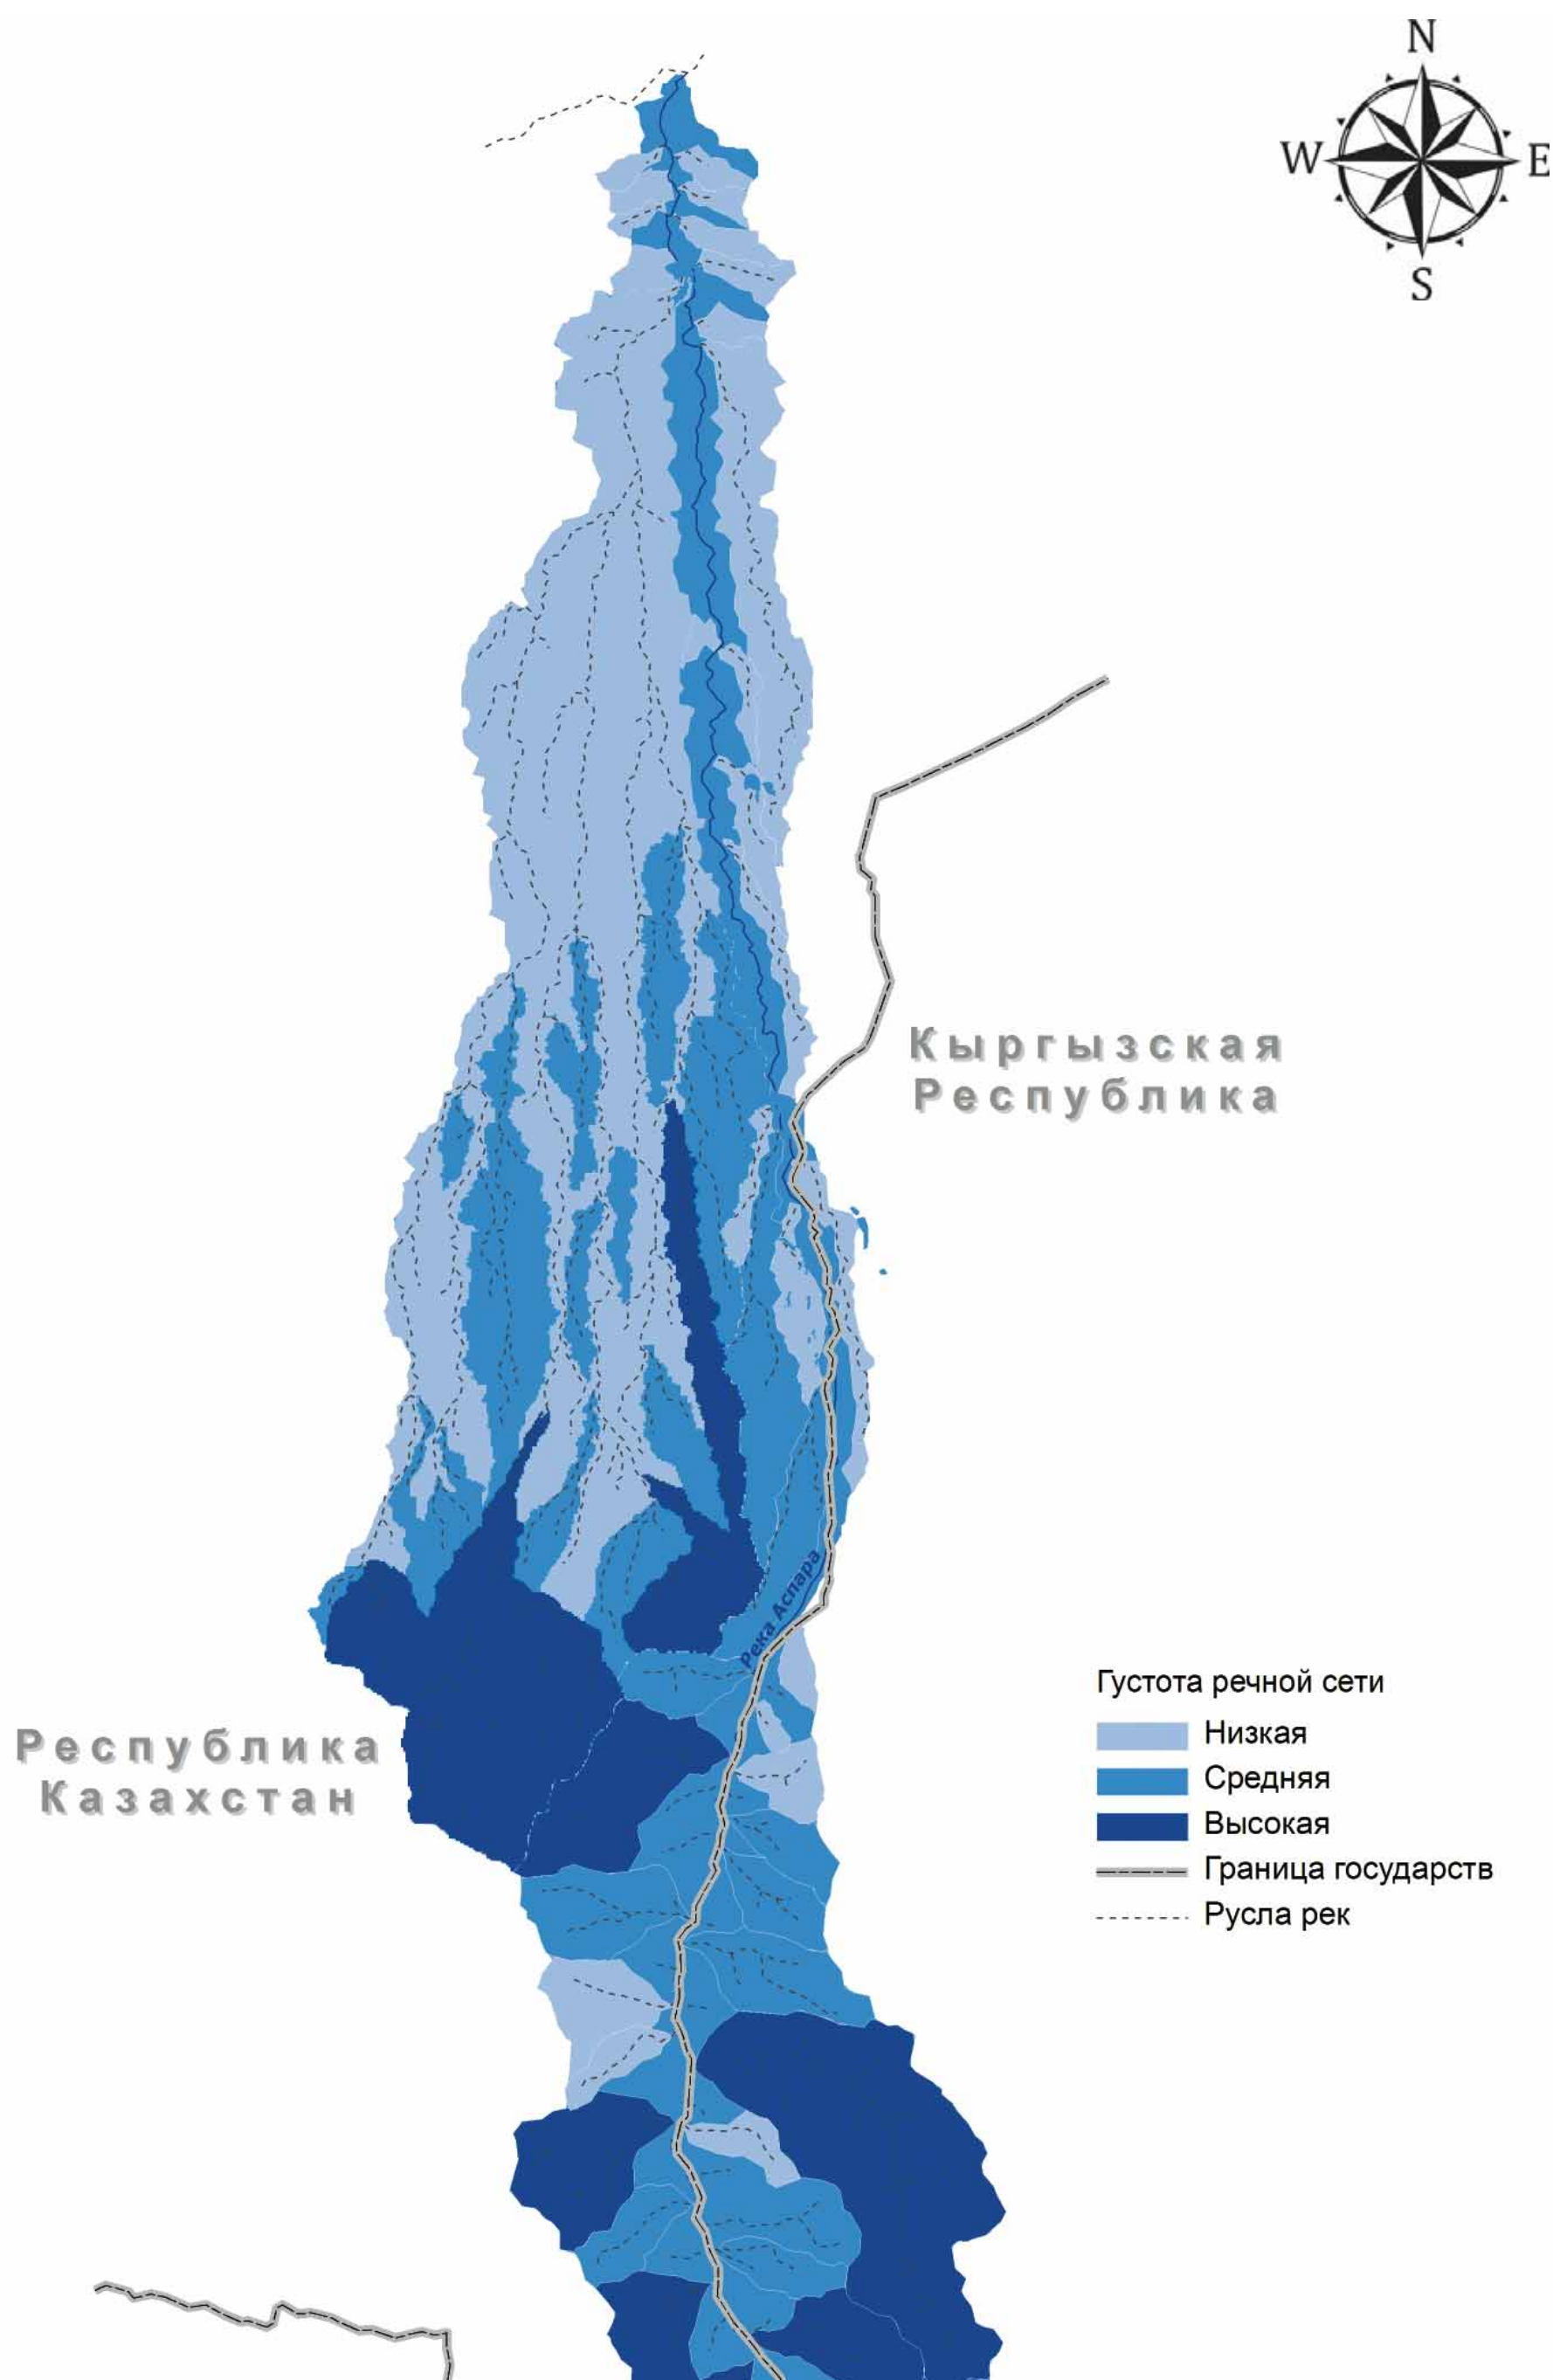 N
W
E
S
Кыргызская
Республика
Река Аспара
Республика
Казахстан
Густота речной сети
Низкая
Средняя
Высокая
Граница государств
Русла рек